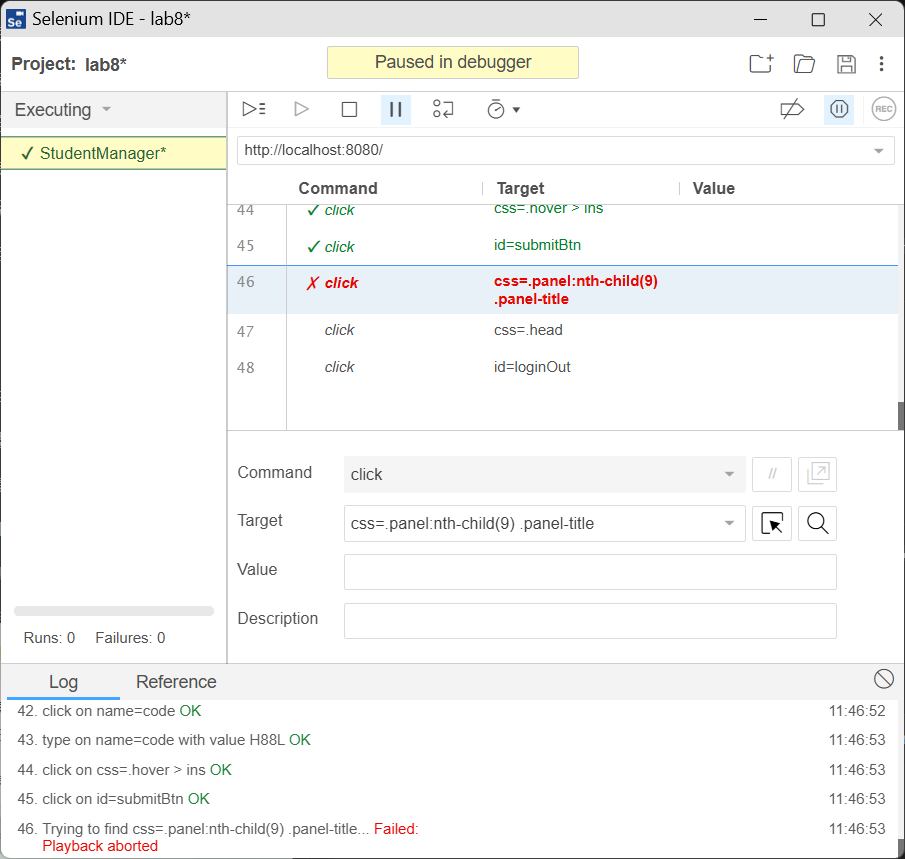 Se Selenium IDE - lab8*
Project: lab8*
Paused in debugger
Executing
REC
✓ StudentManager*
http://localhost:8080/
Command Target Value
44 ✓ click css=.hover > ins
45 ✓ click id=submitBtn
46 ✗ click css=.panel:nth-child(9)
.panel-title
47 click css=.head
48 click id=loginOut
Command click //
Target css=.panel:nth-child(9) .panel-title
Value
Description
Runs: 0 Failures: 0
Log Reference
42. click on name=code OK 11:46:52
43. type on name=code with value H88L OK 11:46:53
44. click on css=.hover > ins OK 11:46:53
45. click on id=submitBtn OK 11:46:53
46. Trying to find css=.panel:nth-child(9) .panel-title... Failed: 11:46:53
Playback aborted